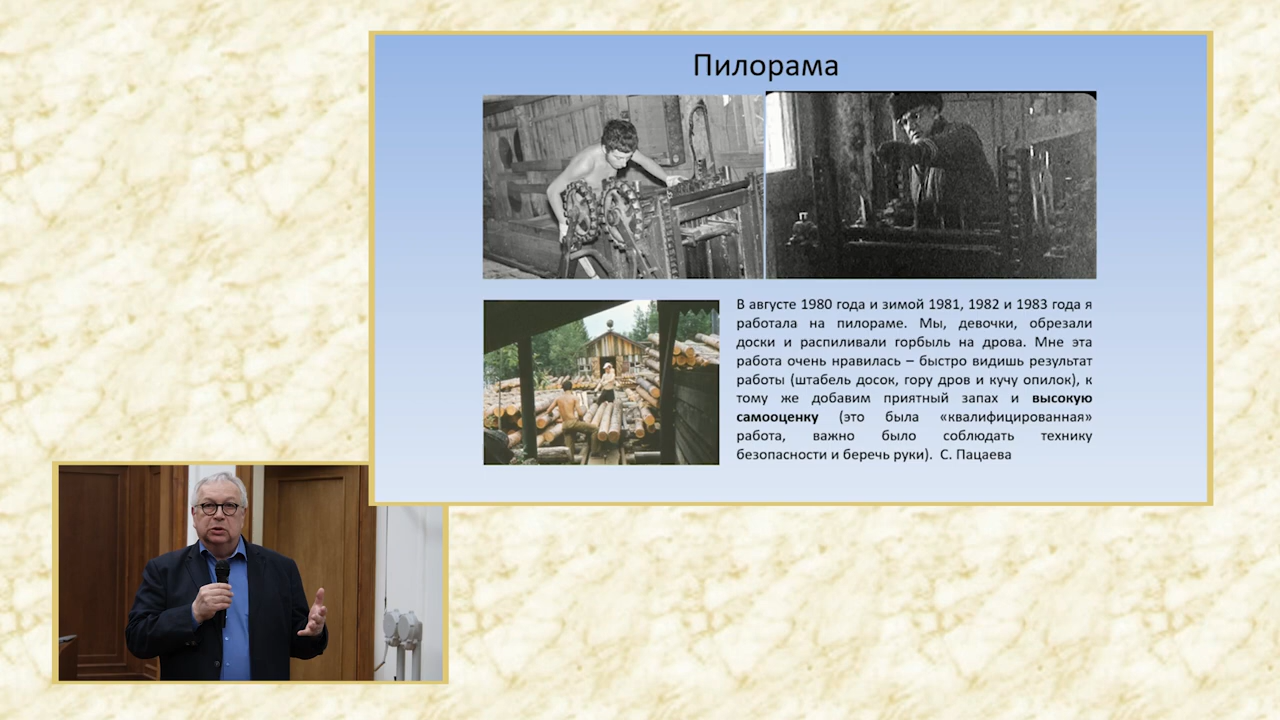 Пилорама
В августе 1980 года и зимой 1981, 1982 и 1983 года я
работала на пилораме. Мы, девочки, обрезали
доски и распиливали горбыль на дрова. Мне эта
работа очень нравилась – быстро видишь результат
работы (штабель досок, гору дров и кучу опилок), к
тому же добавим приятный запах и высокую
самооценку (это была «квалифицированная»
работа, важно было соблюдать технику
безопасности и беречь руки). С. Пацаева